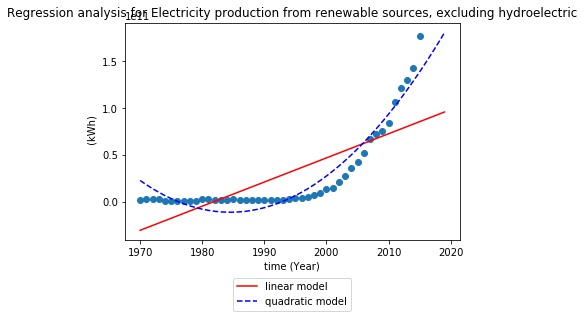 Regression analysis for Electricity production from renewable sources, excluding hydroelectric
1e11
1.5
1.0
0.5
0.0
(kWh)
1970 1980 1990 2000 2010 2020
time (Year)
linear model
quadratic model